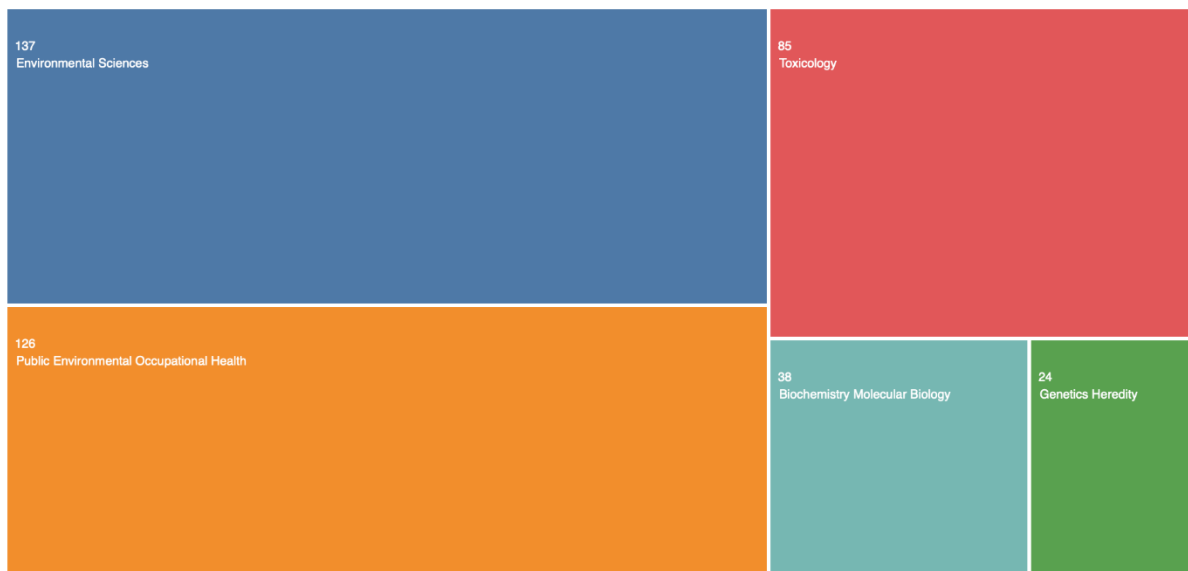 137
Environmental Sciences
85
Toxicology
126
Public Environmental Occupational Health
38
Biochemistry Molecular Biology
24
Genetics Heredity